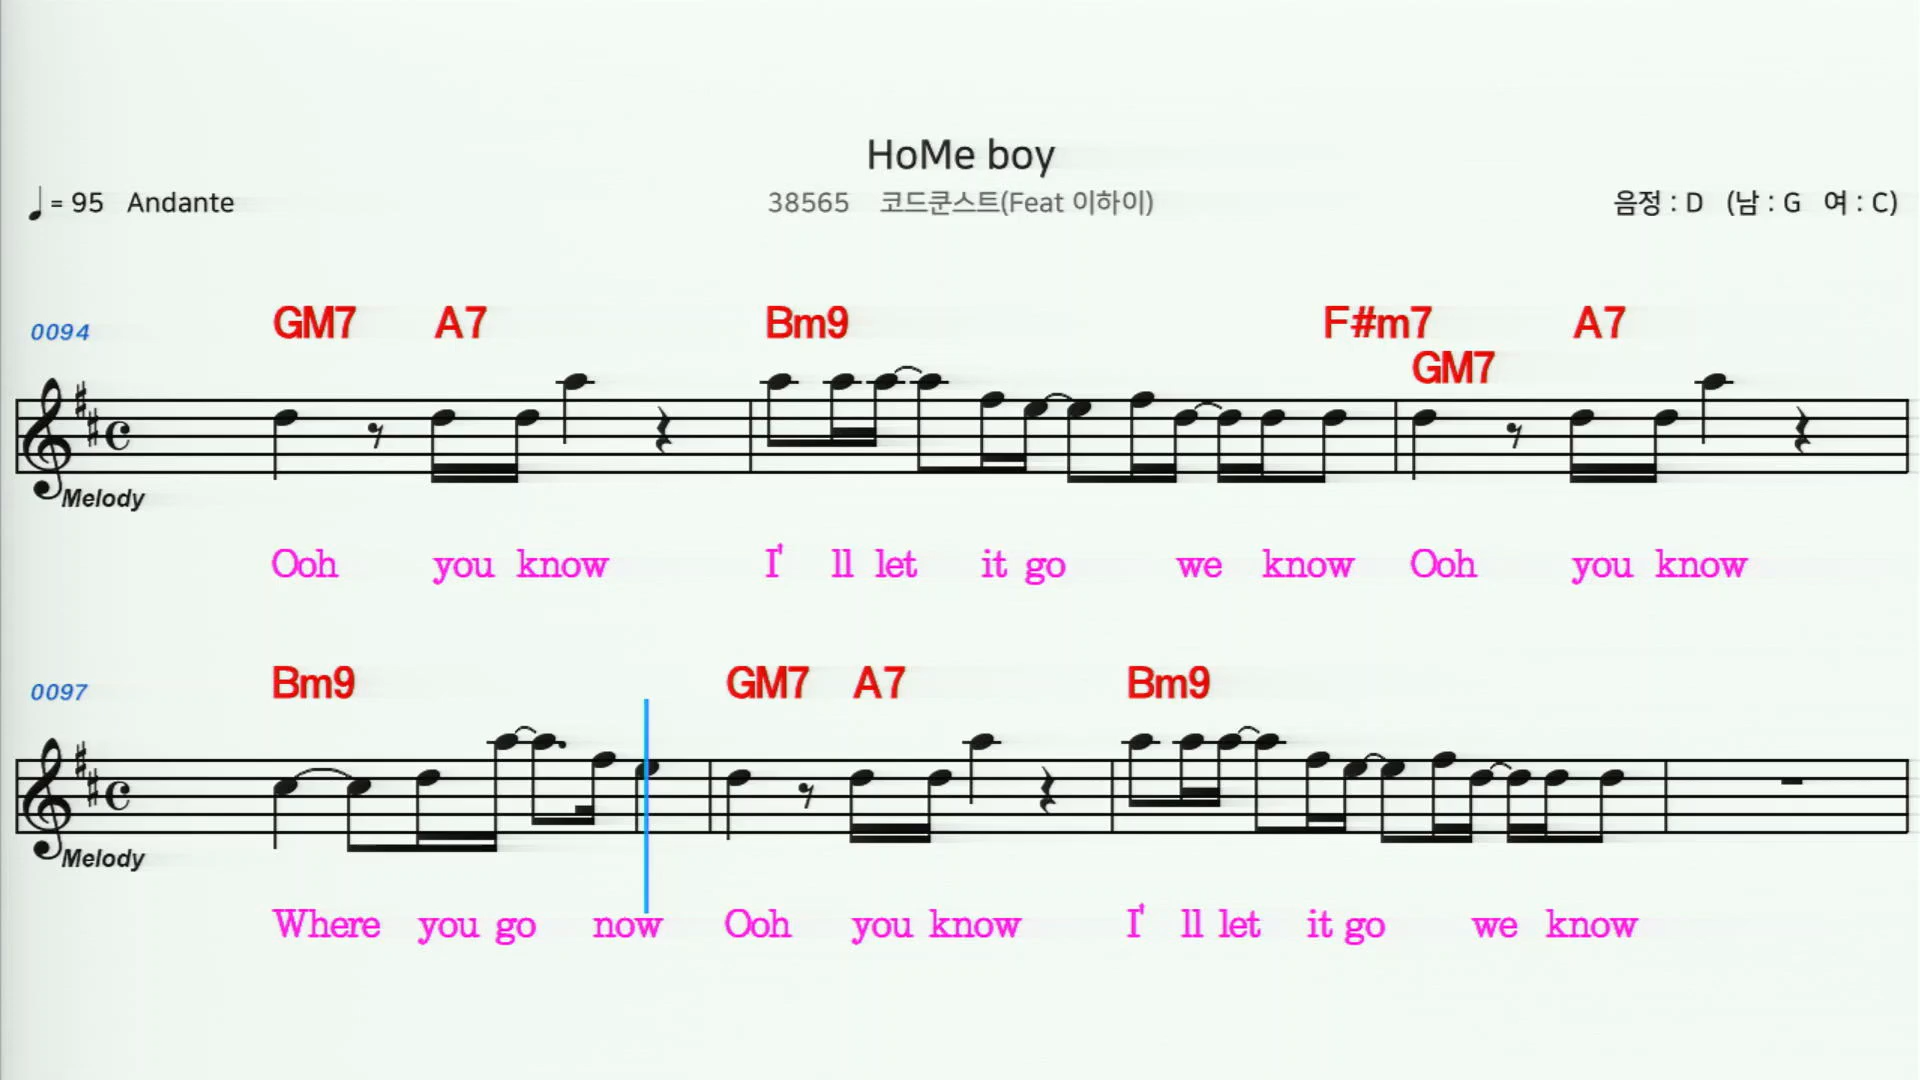 HoMe boy
= 95 Andante
38565 코드쿤스트(Feat 이하이)
음정 : D (남 : G 여 : C)
0094
GM7 A7 Bm9 F#m7 GM7 A7
Melody
Ooh you know I' ll let it go we know Ooh you know
0097
Bm9 GM7 A7 Bm9
Melody
Where you go now Ooh you know I' ll let it go we know